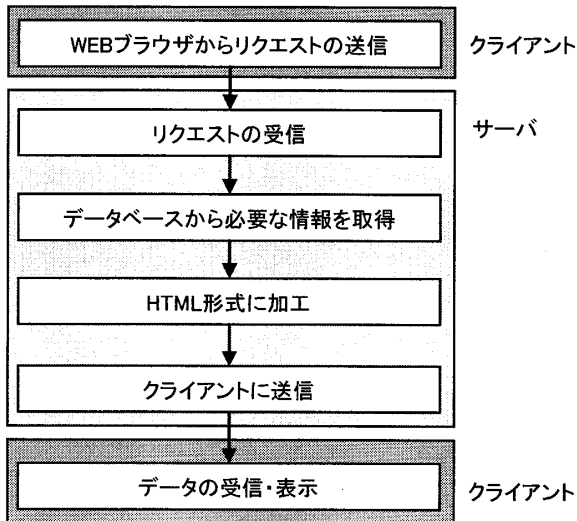 WEBブラウザからリクエストの送信
クライアント
リクエストの受信
サーバ
データベースから必要な情報を取得
HTML形式に加工
クライアントに送信
データの受信・表示
クライアント